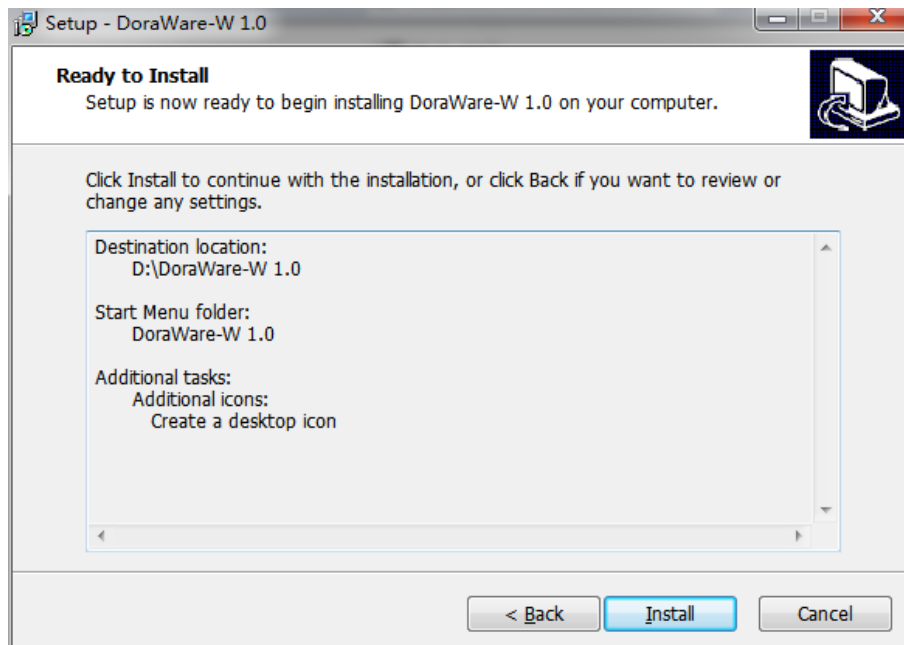 Setup - DoraWare-W 1.0
Ready to Install
Setup is now ready to begin installing DoraWare-W 1.0 on your computer.
Click Install to continue with the installation, or click Back if you want to review or
change any settings.
Destination location:
D:\DoraWare-W 1.0
Start Menu folder:
DoraWare-W 1.0
Additional tasks:
Additional icons:
Create a desktop icon
< Back
Install
Cancel